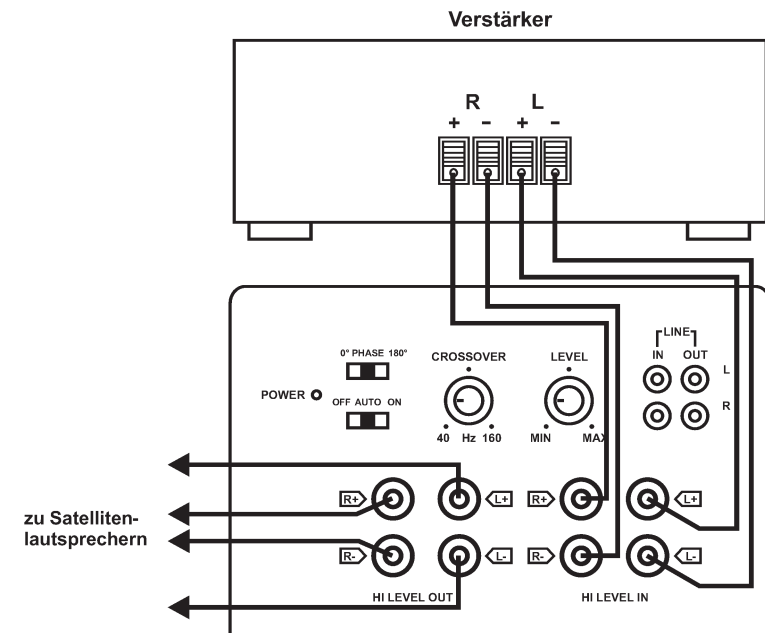 Verstärker
R L
+ - + -
LINE
IN OUT
0° PHASE 180° CROSSOVER LEVEL
L
POWER OFF AUTO ON
R
40 Hz 160 MIN MAX
R+ L+ R+ L+
zu Satelliten-
lautsprechern
R- L- R- L-
HI LEVEL OUT HI LEVEL IN